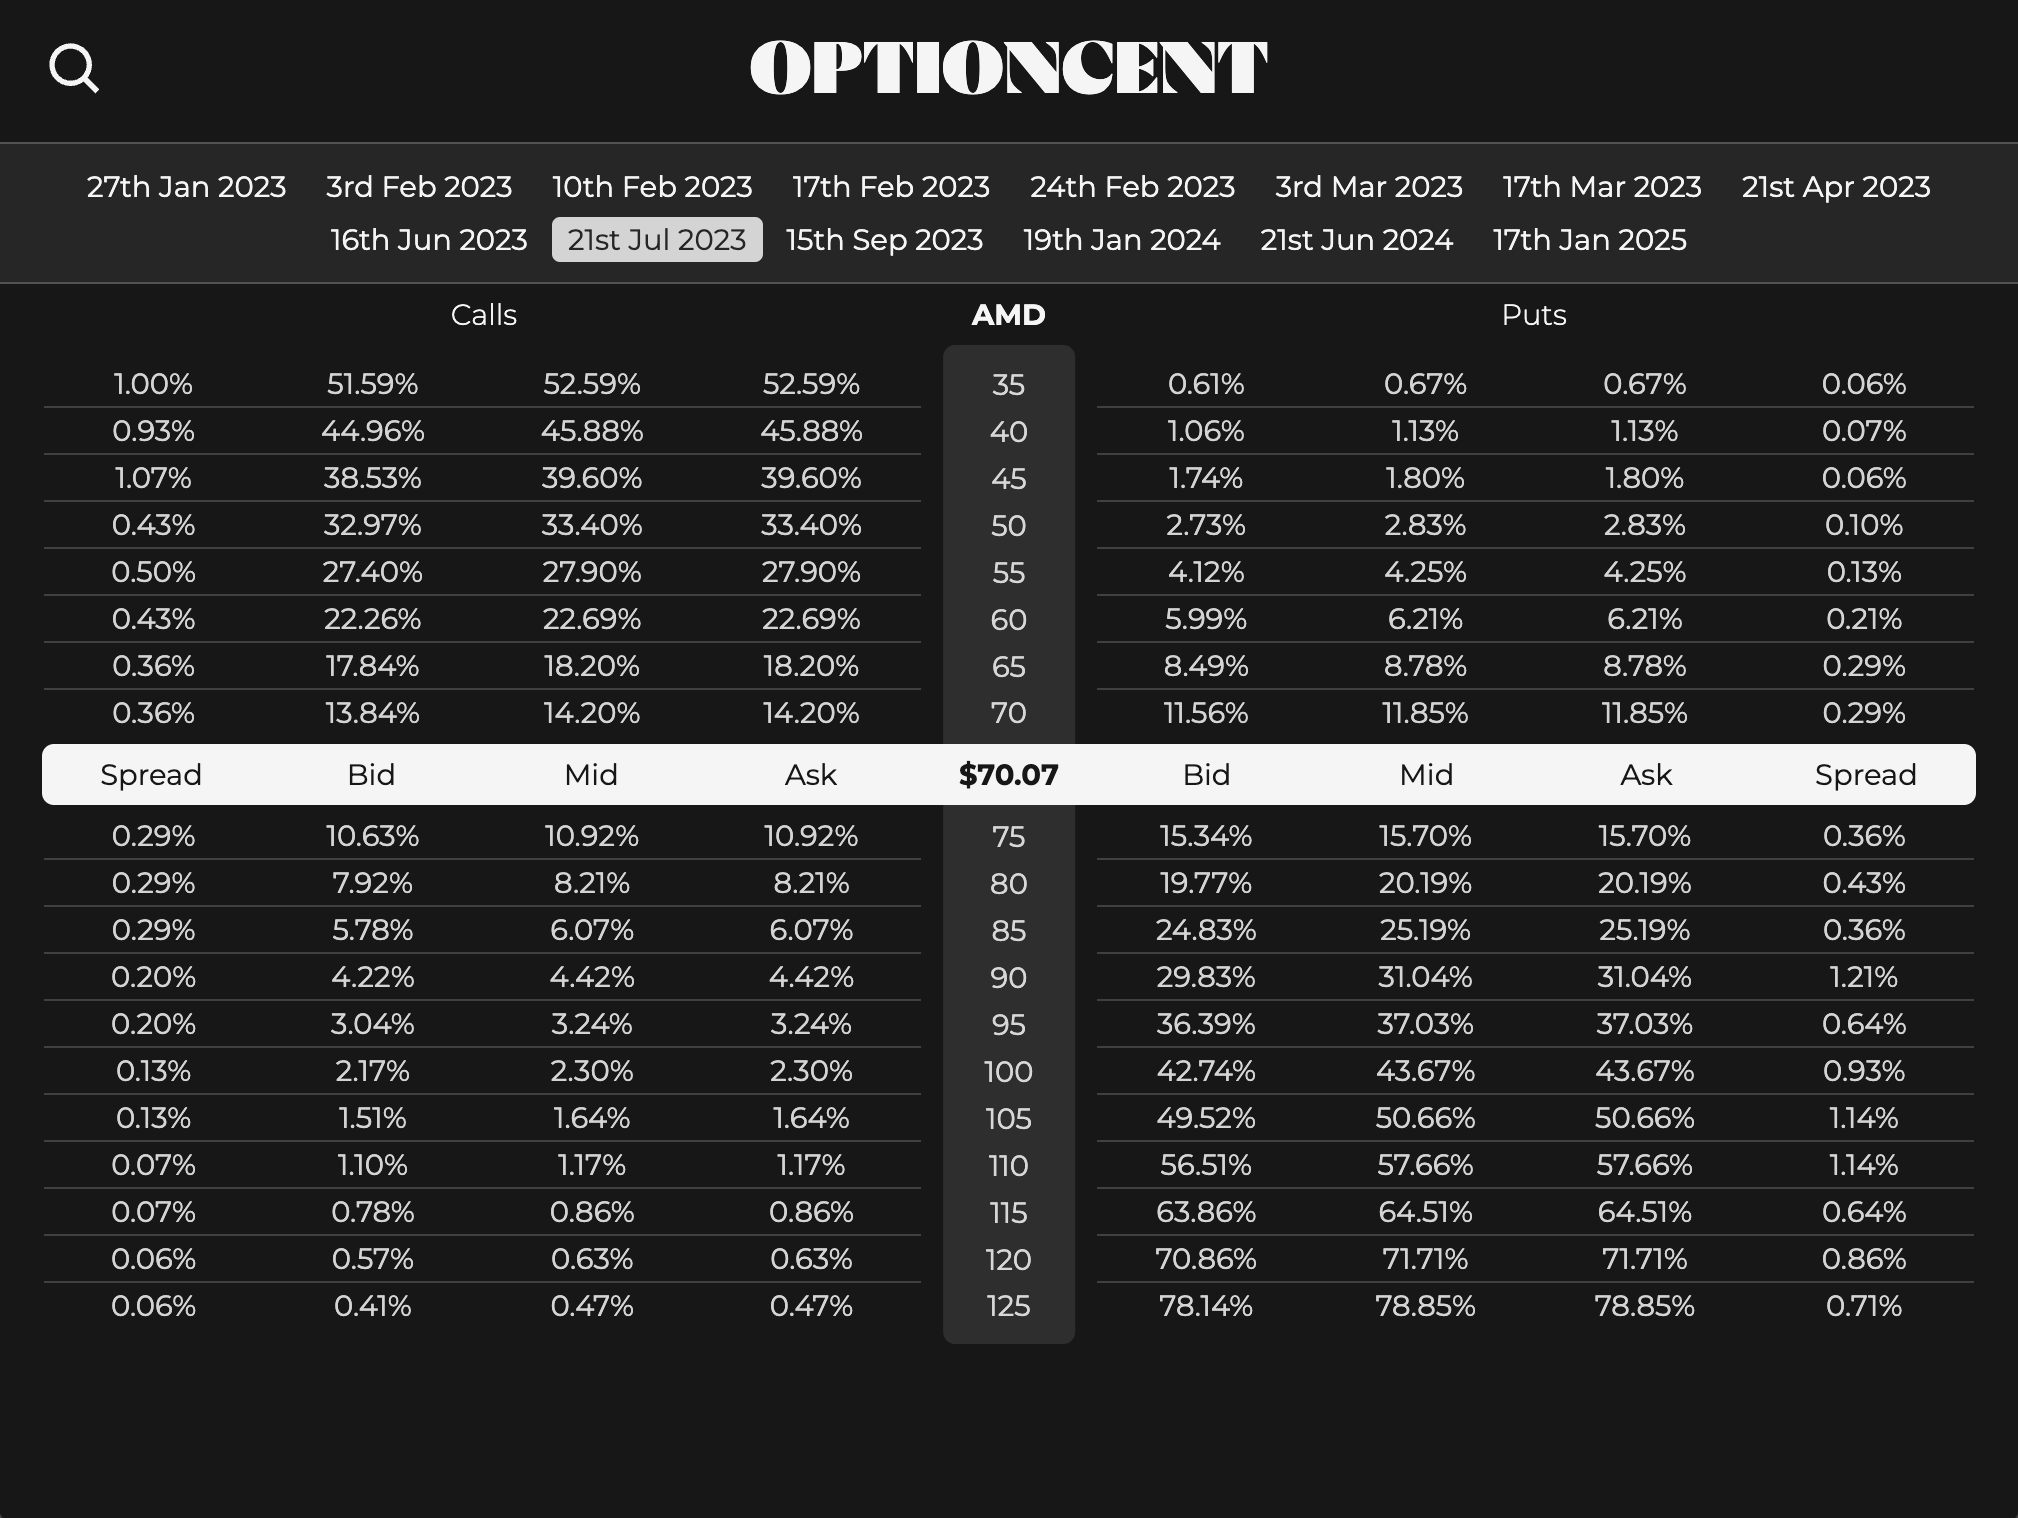 OPTIONCENT
27th Jan 2023 3rd Feb 2023 10th Feb 2023 17th Feb 2023 24th Feb 2023 3rd Mar 2023 17th Mar 2023 21st Apr 2023
16th Jun 2023 21st Jul 2023 15th Sep 2023 19th Jan 2024 21st Jun 2024 17th Jan 2025
Calls AMD Puts
1.00% 51.59% 52.59% 52.59% 35 0.61% 0.67% 0.67% 0.06%
0.93% 44.96% 45.88% 45.88% 40 1.06% 1.13% 1.13% 0.07%
1.07% 38.53% 39.60% 39.60% 45 1.74% 1.80% 1.80% 0.06%
0.43% 32.97% 33.40% 33.40% 50 2.73% 2.83% 2.83% 0.10%
0.50% 27.40% 27.90% 27.90% 55 4.12% 4.25% 4.25% 0.13%
0.43% 22.26% 22.69% 22.69% 60 5.99% 6.21% 6.21% 0.21%
0.36% 17.84% 18.20% 18.20% 65 8.49% 8.78% 8.78% 0.29%
0.36% 13.84% 14.20% 14.20% 70 11.56% 11.85% 11.85% 0.29%
Spread Bid Mid Ask $70.07 Bid Mid Ask Spread
0.29% 10.63% 10.92% 10.92% 75 15.34% 15.70% 15.70% 0.36%
0.29% 7.92% 8.21% 8.21% 80 19.77% 20.19% 20.19% 0.43%
0.29% 5.78% 6.07% 6.07% 85 24.83% 25.19% 25.19% 0.36%
0.20% 4.22% 4.42% 4.42% 90 29.83% 31.04% 31.04% 1.21%
0.20% 3.04% 3.24% 3.24% 95 36.39% 37.03% 37.03% 0.64%
0.13% 2.17% 2.30% 2.30% 100 42.74% 43.67% 43.67% 0.93%
0.13% 1.51% 1.64% 1.64% 105 49.52% 50.66% 50.66% 1.14%
0.07% 1.10% 1.17% 1.17% 110 56.51% 57.66% 57.66% 1.14%
0.07% 0.78% 0.86% 0.86% 115 63.86% 64.51% 64.51% 0.64%
0.06% 0.57% 0.63% 0.63% 120 70.86% 71.71% 71.71% 0.86%
0.06% 0.41% 0.47% 0.47% 125 78.14% 78.85% 78.85% 0.71%